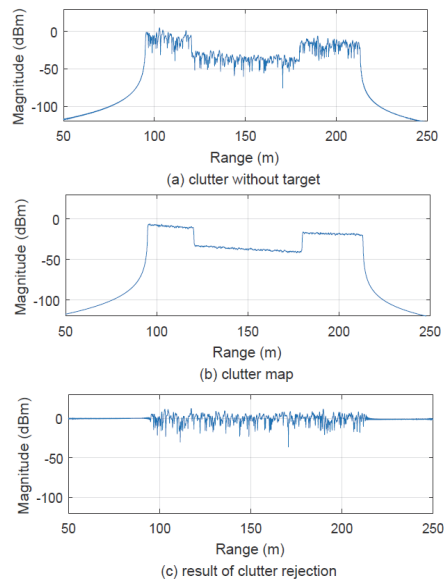 0
-50
-100
Magnitude (dBm)
50 100 150 200 250
Range (m)
(a) clutter without target
0
-50
-100
Magnitude (dBm)
50 100 150 200 250
Range (m)
(b) clutter map
0
-50
-100
Magnitude (dBm)
50 100 150 200 250
Range (m)
(c) result of clutter rejection